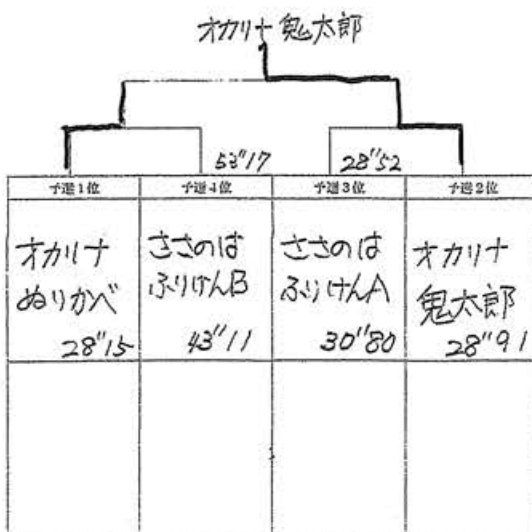 オカリナ 鬼太郎
53"17
28"52
予選1位
予選4位
予選3位
予選2位
オカリナ
ぬりかべ
28"15
ささのは
ふりけんB
43"11
ささのは
ふりけんA
30"80
オカリナ
鬼太郎
28"91